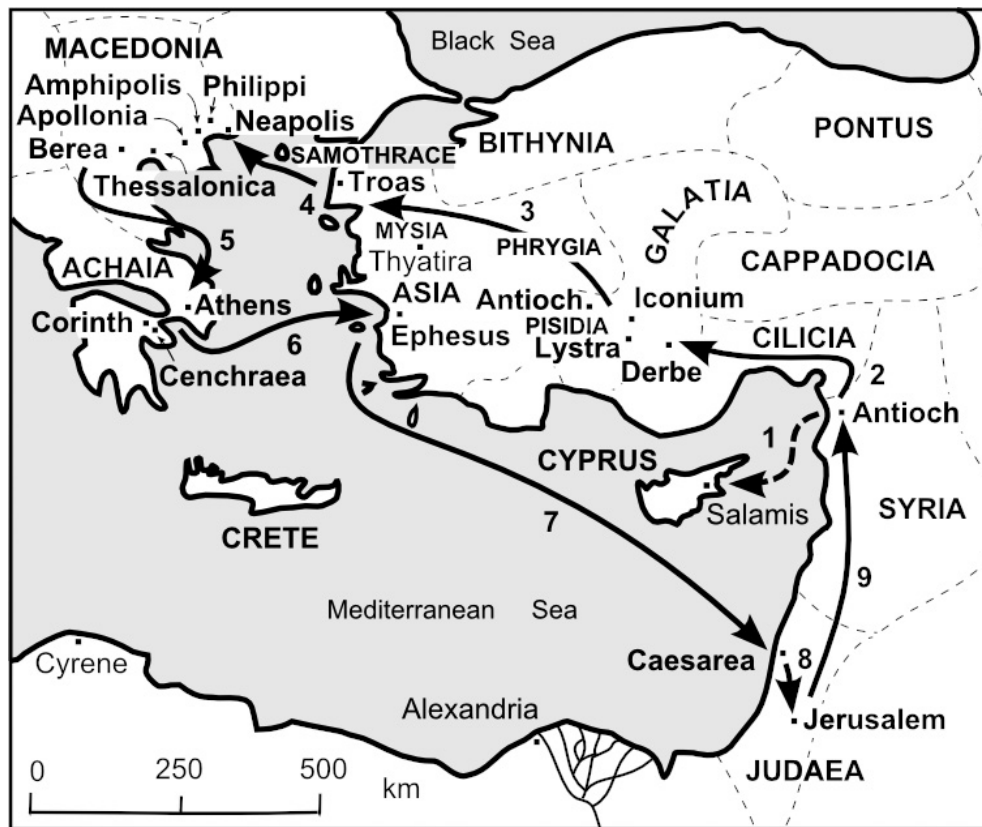 Black Sea
MACEDONIA
Amphipolis
Philippi
Apollonia
Neapolis
Berea
SAMOTHRACE
BITHYNIA
PONTUS
Thessalonica
4
Troas
3
GALATIA
5
MYSIA
PHRYGIA
Thyatira
CAPPADOCIA
ACHAIA
ASIA
Antioch
Iconium
Athens
Corinth
6
Ephesus
PISIDIA
Lystra
CILICIA
Cenchraea
Derbe
2
Antioch
1
CYPRUS
Salamis
SYRIA
7
CRETE
9
Mediterranean Sea
Cyrene
Caesarea
8
Alexandria
Jerusalem
JUDAEA
0 250 500
km